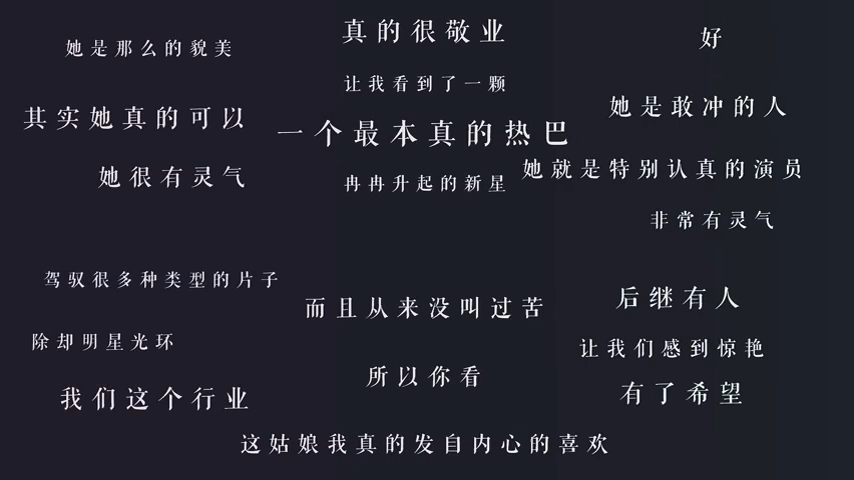 真的很敬业
好
她是那么的貌美
让我看到了一颗
她是敢冲的人
其实她真的可以
一个最本真的热巴
她就是特别认真的演员
她很有灵气
冉冉升起的新星
非常有灵气
驾驭很多种类型的片子
后继有人
而且从来没叫过苦
除却明星光环
让我们感到惊艳
所以你看
有了希望
我们这个行业
这姑娘我真的发自内心的喜欢